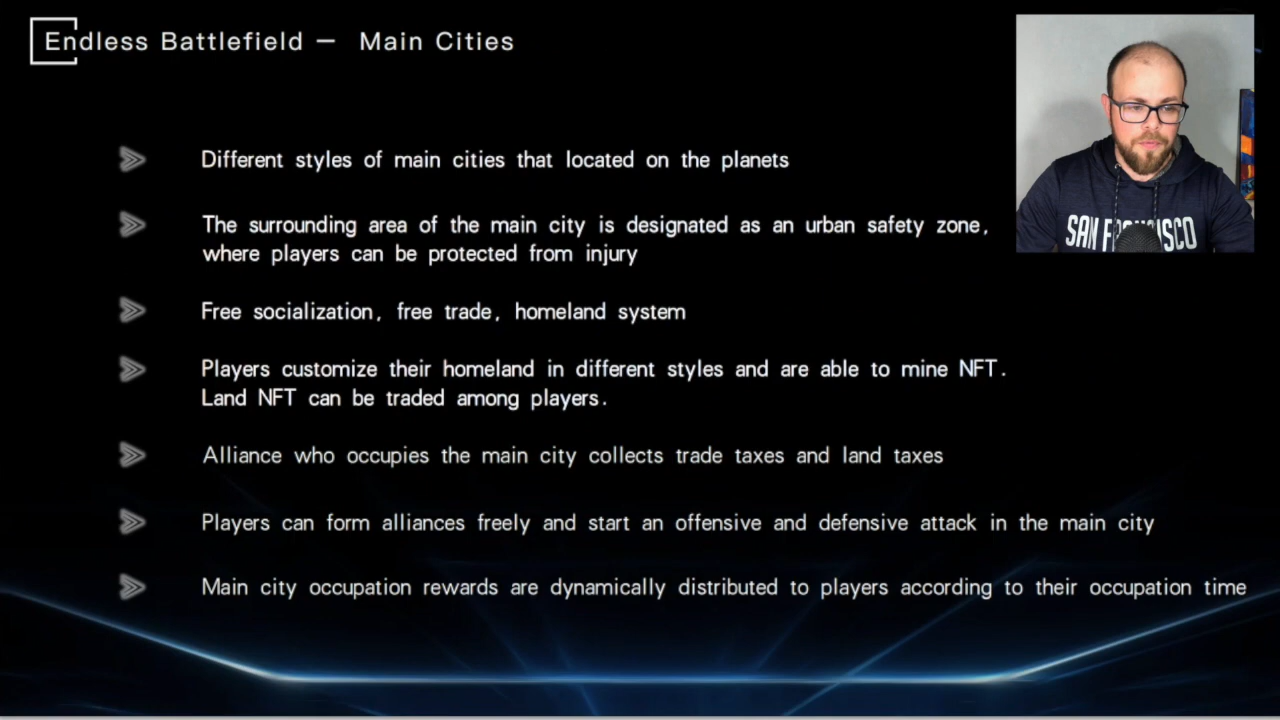 Endless Battlefield — Main Cities
Different styles of main cities that located on the planets
The surrounding area of the main city is designated as an urban safety zone,
where players can be protected from injury
Free socialization, free trade, homeland system
Players customize their homeland in different styles and are able to mine NFT.
Land NFT can be traded among players.
Alliance who occupies the main city collects trade taxes and land taxes
Players can form alliances freely and start an offensive and defensive attack in the main city
Main city occupation rewards are dynamically distributed to players according to their occupation time
SAN